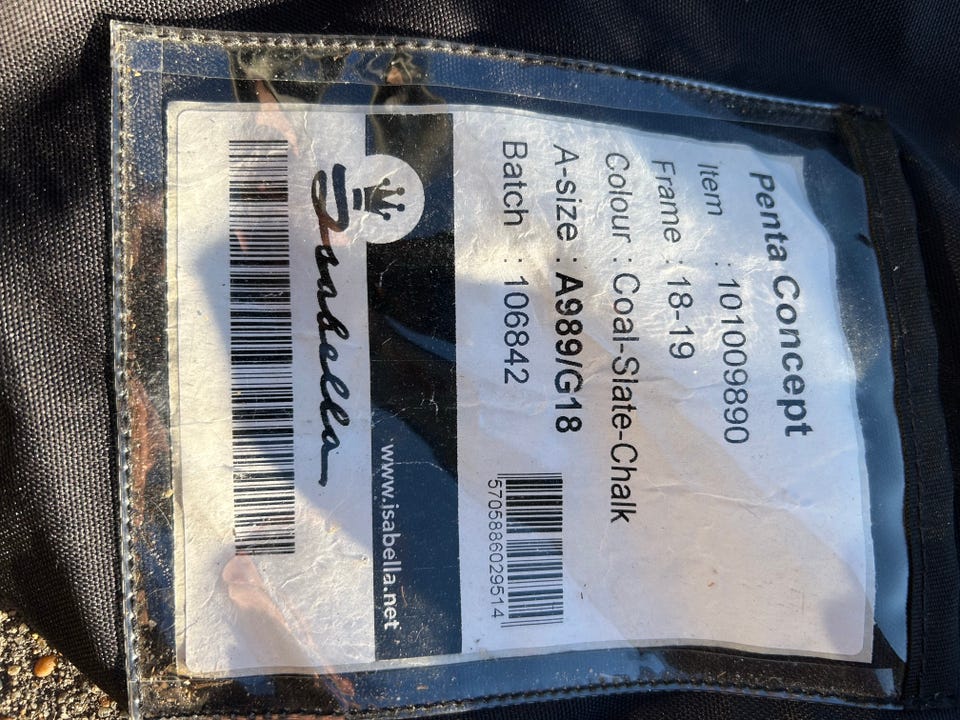 Penta Concept
Item : 101009890
Frame : 18-19
Colour : Coal-Slate-Chalk
A-size : A989/G18
Batch : 106842
5705886029514
www.isabella.net
Isabella